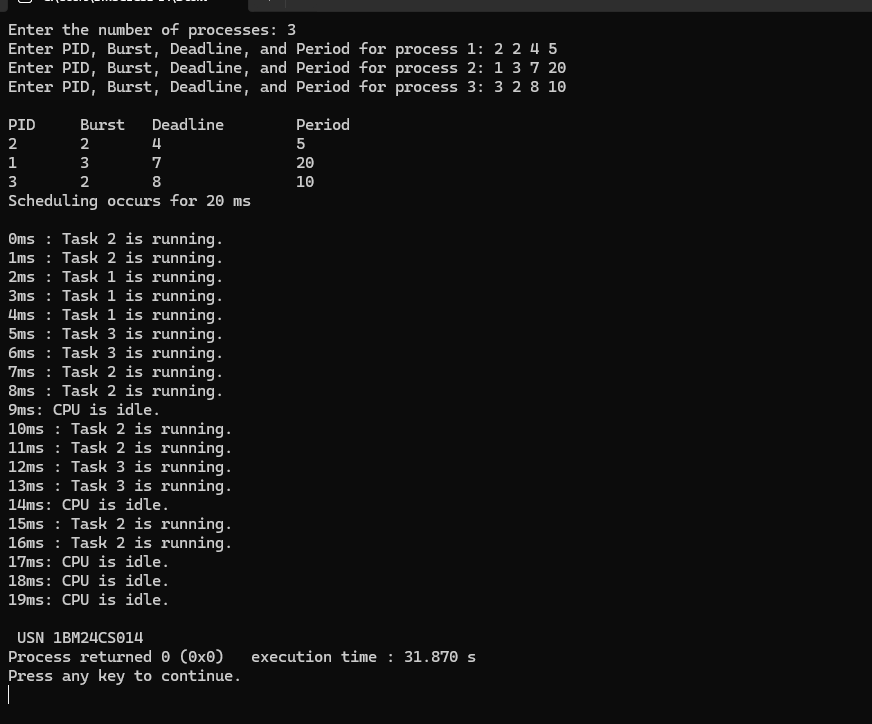 Enter the number of processes: 3
Enter PID, Burst, Deadline, and Period for process 1: 2 2 4 5
Enter PID, Burst, Deadline, and Period for process 2: 1 3 7 20
Enter PID, Burst, Deadline, and Period for process 3: 3 2 8 10
PID     Burst   Deadline        Period
2       2       4               5
1       3       7               20
3       2       8               10
Scheduling occurs for 20 ms
0ms : Task 2 is running.
1ms : Task 2 is running.
2ms : Task 1 is running.
3ms : Task 1 is running.
4ms : Task 1 is running.
5ms : Task 3 is running.
6ms : Task 3 is running.
7ms : Task 2 is running.
8ms : Task 2 is running.
9ms: CPU is idle.
10ms : Task 2 is running.
11ms : Task 2 is running.
12ms : Task 3 is running.
13ms : Task 3 is running.
14ms: CPU is idle.
15ms : Task 2 is running.
16ms : Task 2 is running.
17ms: CPU is idle.
18ms: CPU is idle.
19ms: CPU is idle.
USN 1BM24CS014
Process returned 0 (0x0)   execution time : 31.870 s
Press any key to continue.